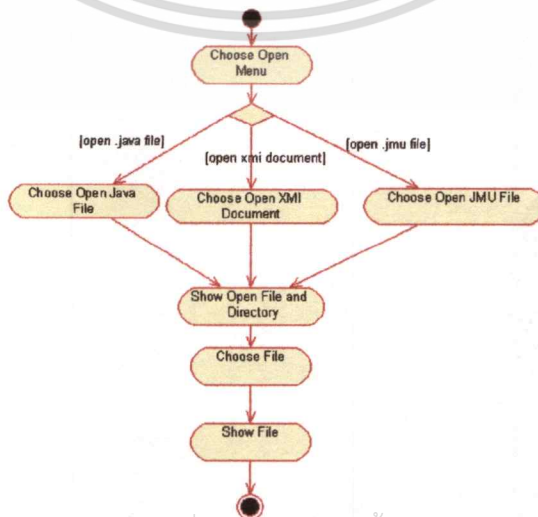 Choose Open
Menu
[open .java file]
[open xmi document]
[open .jmu file]
Choose Open Java
File
Choose Open XMI
Document
Choose Open JMU File
Show Open File and
Directory
Choose File
Show File